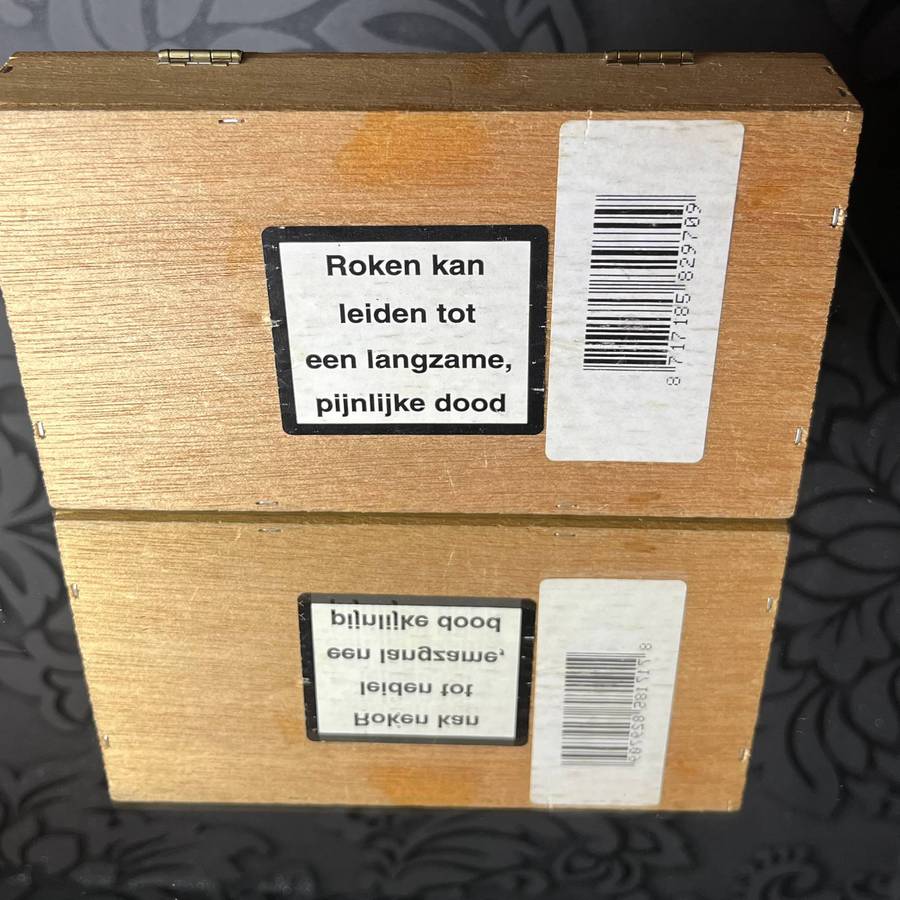 Roken kan
leiden tot
een langzame,
pijnlijke dood
8 717185 829709